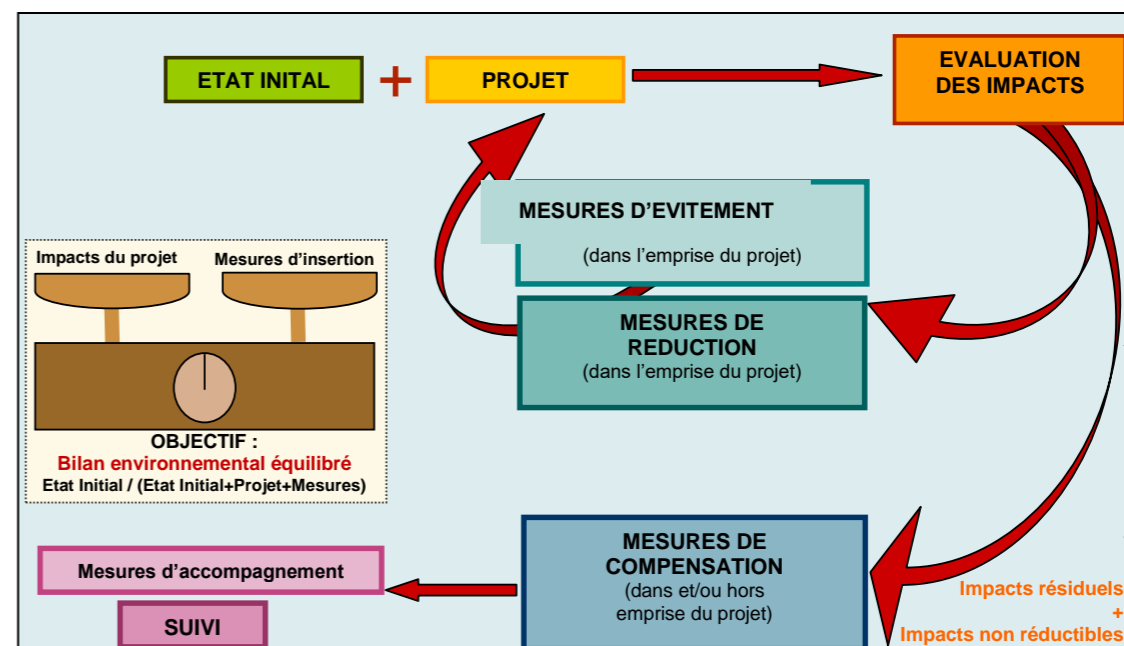 ETAT INITAL
+
PROJET
EVALUATION
DES IMPACTS
MESURES D’EVITEMENT
(dans l’emprise du projet)
Impacts du projet
Mesures d’insertion
MESURES DE
REDUCTION
(dans l’emprise du projet)
OBJECTIF :
Bilan environnemental équilibré
Etat Initial / (Etat Initial+Projet+Mesures)
MESURES DE
COMPENSATION
(dans et/ou hors
emprise du projet)
Mesures d’accompagnement
SUIVI
Impacts résiduels
+
Impacts non réductibles